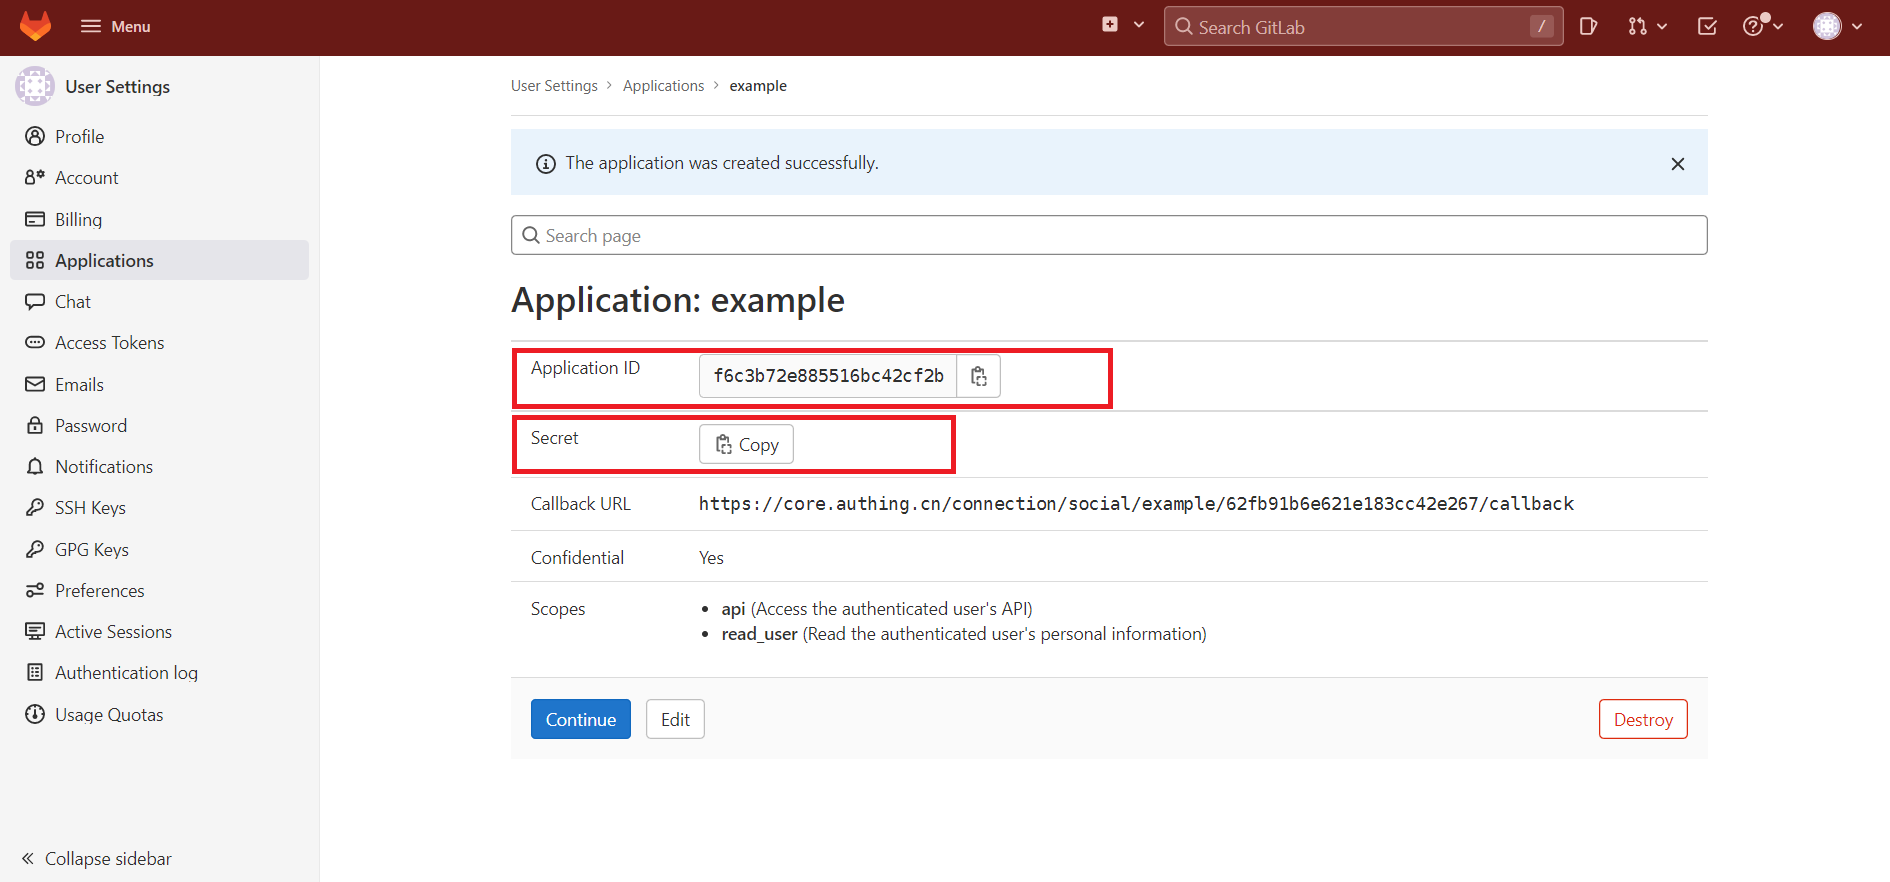 Menu
Search GitLab
/
User Settings
Profile
Account
Billing
Applications
Chat
Access Tokens
Emails
Password
Notifications
SSH Keys
GPG Keys
Preferences
Active Sessions
Authentication log
Usage Quotas
Collapse sidebar
User Settings > Applications > example
The application was created successfully.
Search page
Application: example
Application ID f6c3b72e885516bc42cf2b
Secret Copy
Callback URL https://core.authing.cn/connection/social/example/62fb91b6e621e183cc42e267/callback
Confidential Yes
Scopes • api (Access the authenticated user's API)
• read_user (Read the authenticated user's personal information)
Continue Edit Destroy